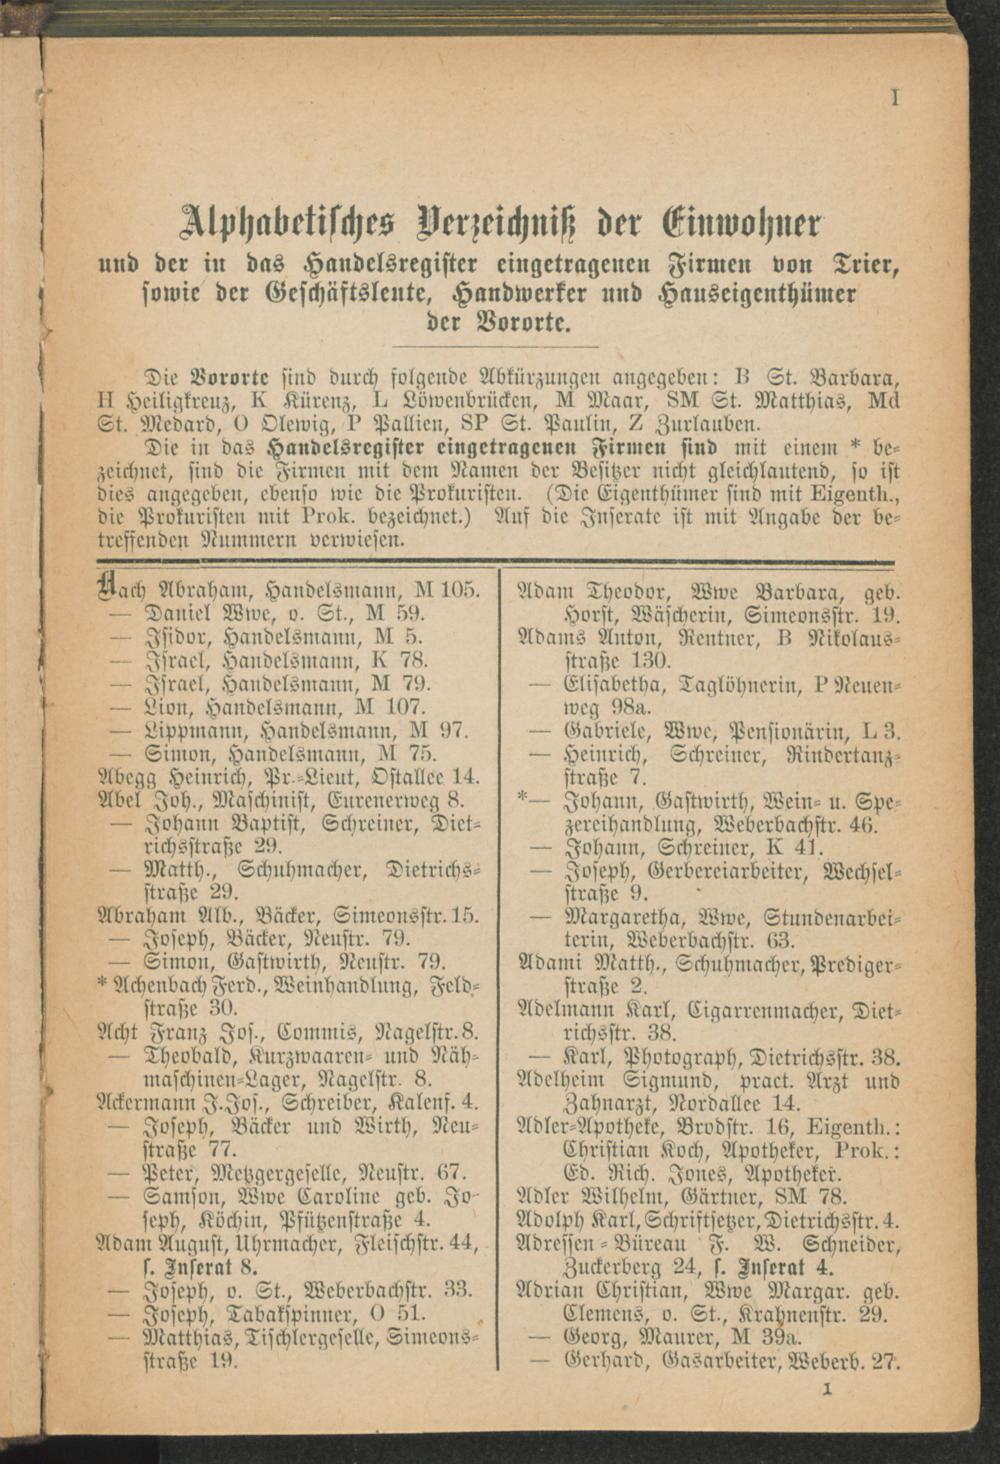 I
Alphabetisches Verzeichniß der Einwohner
und der in das Handelsregister eingetragenen Firmen von Trier,
sowie der Geschäftsleute, Handwerker und Hauseigenthümer
der Vororte.
Die Vororte sind durch folgende Abkürzungen angegeben: B St. Barbara,
H Heiligkreuz, K Kürenz, L Löwenbrücken, M Maar, SM St. Matthias, Md
St. Medard, O Olewig, P Pallien, SP St. Paulin, Z Zurlauben.
Die in das Handelsregister eingetragenen Firmen sind mit einem * be-
zeichnet, sind die Firmen mit dem Namen der Besitzer nicht gleichlautend, so ist
dies angegeben, ebenso wie die Prokuristen. (Die Eigenthümer sind mit Eigenth.,
die Prokuristen mit Prok. bezeichnet.) Auf die Inserate ist mit Angabe der be-
treffenden Nummern verwiesen.
Aach Abraham, Handelsmann, M 105.
— Daniel Wwe, o. St., M 59.
— Isidor, Handelsmann, M 5.
— Israel, Handelsmann, K 78.
— Israel, Handelsmann, M 79.
— Lion, Handelsmann, M 107.
— Lippmann, Handelsmann, M 97.
— Simon, Handelsmann, M 75.
Abegg Heinrich, Pr.-Lieut, Ostallee 14.
Abel Joh., Maschinist, Eurenerweg 8.
— Johann Baptist, Schreiner, Diet-
richsstraße 29.
— Matth., Schuhmacher, Dietrichs-
straße 29.
Abraham Alb., Bäcker, Simeonsstr. 15.
— Joseph, Bäcker, Neustr. 79.
— Simon, Gastwirth, Neustr. 79.
* Achenbach Ferd., Weinhandlung, Feld-
straße 30.
Acht Franz Jos., Commis, Nagelstr. 8.
— Theobald, Kurzwaaren- und Näh-
maschinen-Lager, Nagelstr. 8.
Ackermann J. Jos., Schreiber, Kalenf. 4.
— Joseph, Bäcker und Wirth, Neu-
straße 77.
— Peter, Metzgergeselle, Neustr. 67.
— Samson, Wwe Caroline geb. Jo-
seph, Köchin, Pfützenstraße 4.
Adam August, Uhrmacher, Fleischstr. 44,
s. Inserat 8.
— Joseph, o. St., Weberbachstr. 33.
— Joseph, Tabakspinner, O 51.
— Matthias, Tischlergeselle, Simeons-
straße 19.
Adam Theodor, Wwe Barbara, geb.
Horst, Wäscherin, Simeonsstr. 19.
Adams Anton, Rentner, B Nikolaus-
straße 130.
— Elisabetha, Taglöhnerin, P Neuen-
weg 98a.
— Gabriele, Wwe, Pensionärin, L 3.
— Heinrich, Schreiner, Rindertanz-
straße 7.
*— Johann, Gastwirth, Wein- u. Spe-
zereihandlung, Weberbachstr. 46.
— Johann, Schreiner, K 41.
— Joseph, Gerbereiarbeiter, Wechsel-
straße 9.
— Margaretha, Wwe, Stundenarbei-
terin, Weberbachstr. 63.
Adami Matth., Schuhmacher, Prediger-
straße 2.
Adelmann Karl, Cigarrenmacher, Diet-
richsstr. 38.
— Karl, Photograph, Dietrichsstr. 38.
Adelheim Sigmund, pract. Arzt und
Zahnarzt, Nordallee 14.
Adler-Apotheke, Brodstr. 16, Eigenth.:
Christian Koch, Apotheker, Prok.:
Ed. Rich. Jones, Apotheker.
Adler Wilhelm, Gärtner, SM 78.
Adolph Karl, Schriftsetzer, Dietrichsstr. 4.
Adressen-Büreau F. W. Schneider,
Zuckerberg 24, s. Inserat 4.
Adrian Christian, Wwe Margar. geb.
Clemens, o. St., Krahnenstr. 29.
— Georg, Maurer, M 39a.
— Gerhard, Gasarbeiter, Weberb. 27.
1